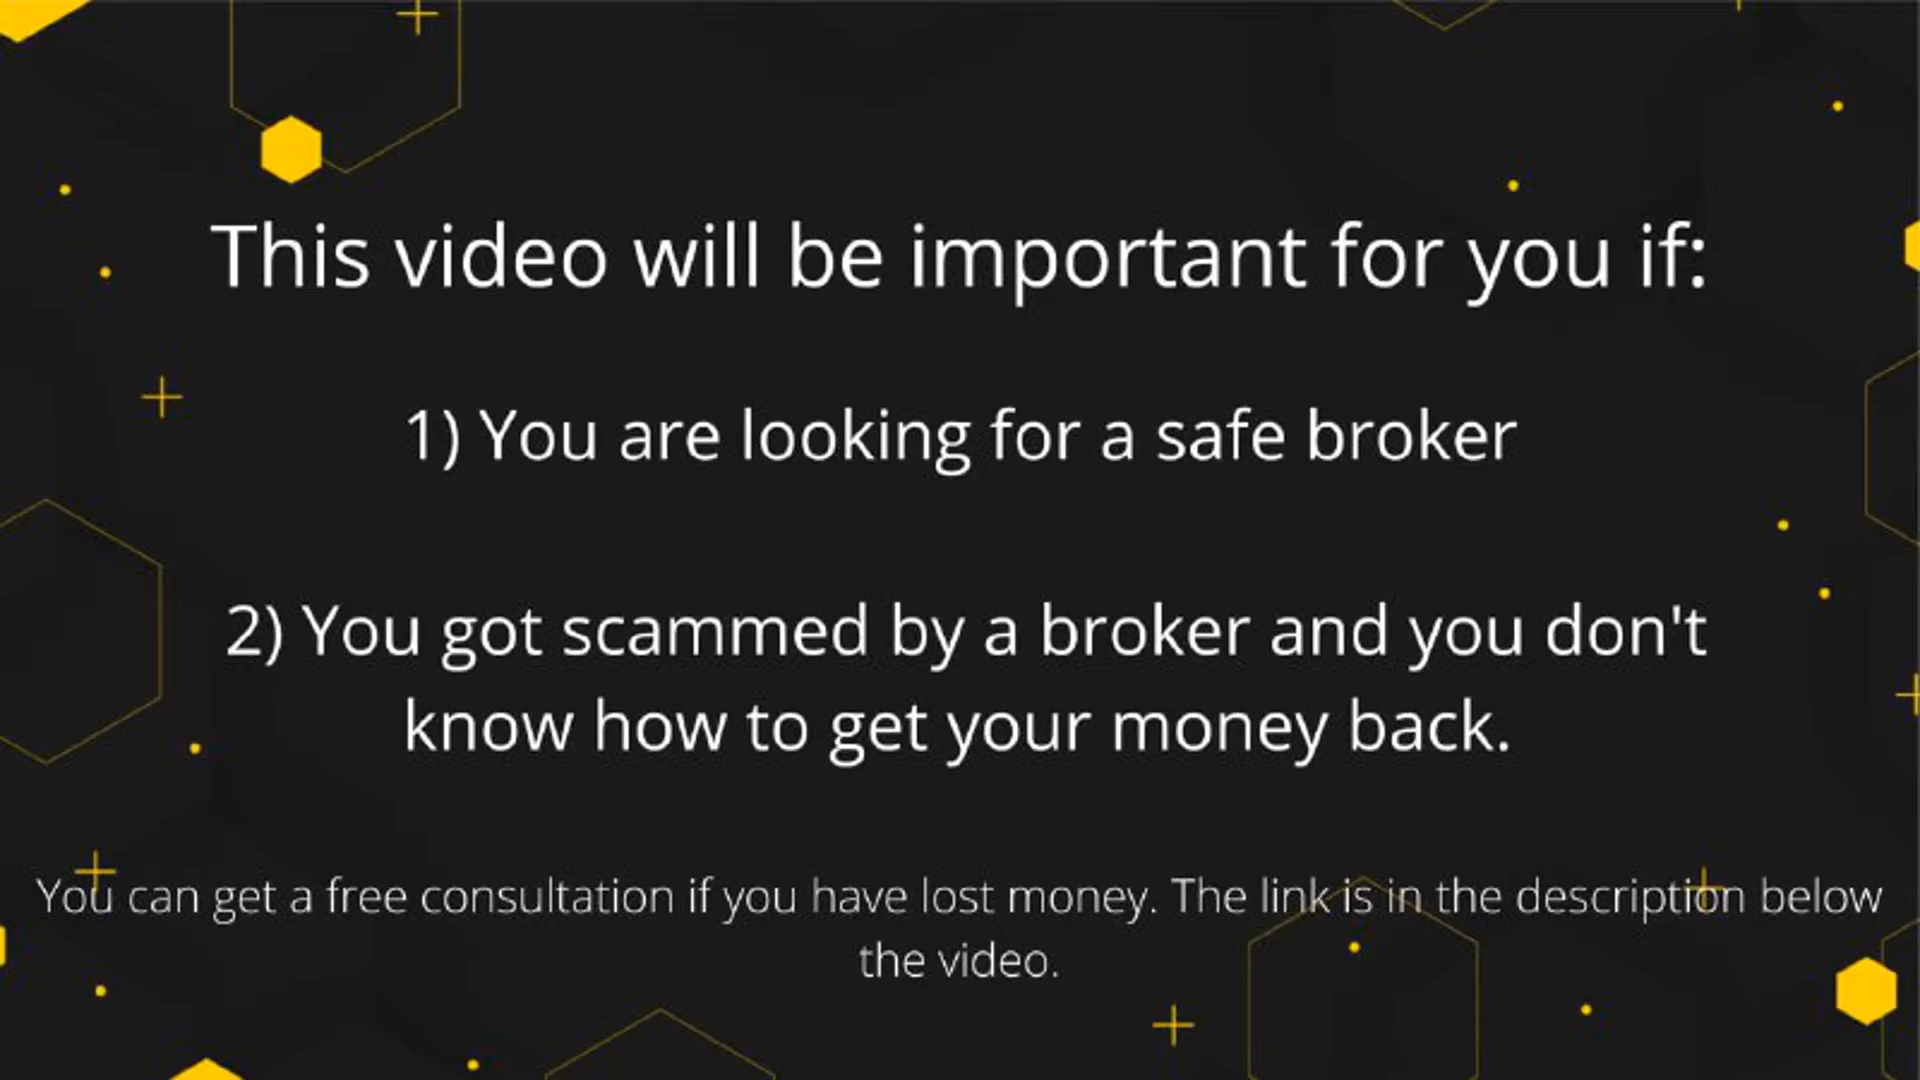 This video will be important for you if:
1) You are looking for a safe broker
2) You got scammed by a broker and you don't
know how to get your money back.
You can get a free consultation if you have lost money. The link is in the description below
the video.